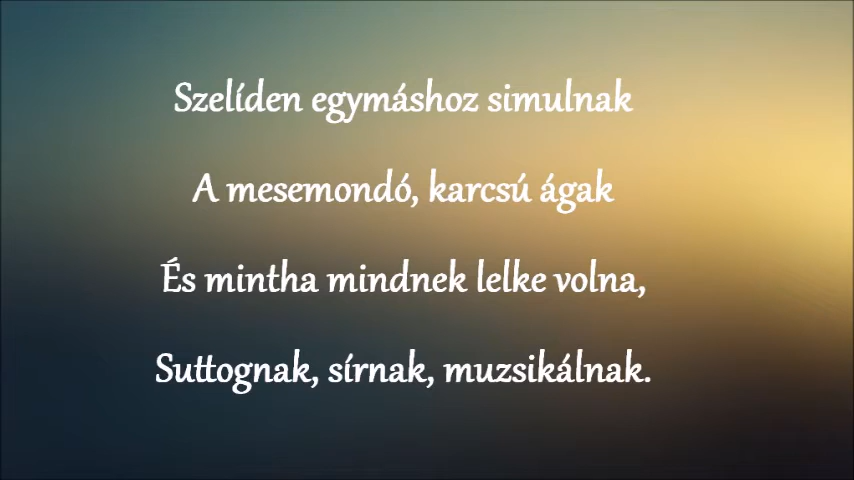 Szelíden egymáshoz simulnak
A mesemondó, karcsú ágak
És mintha mindnek lelke volna,
Suttognak, sírnak, muzsikálnak.